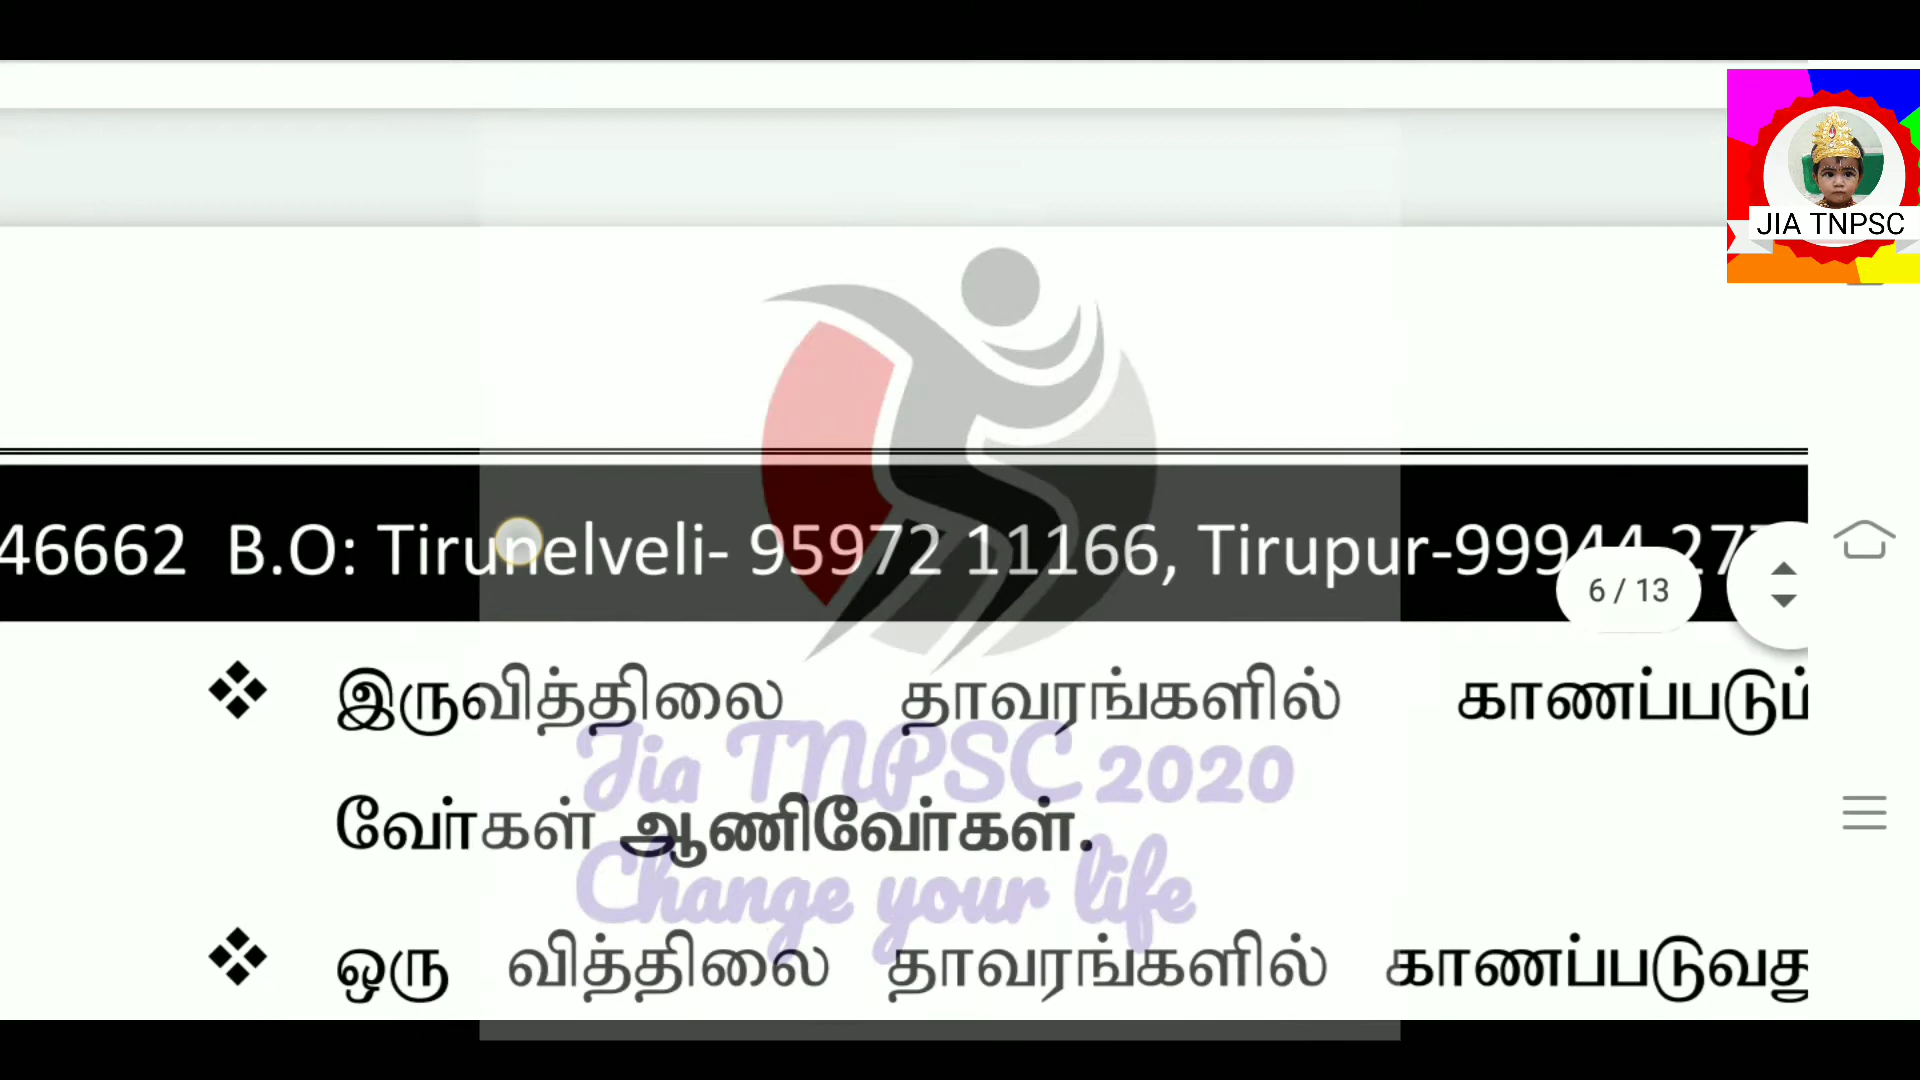 JIA TNPSC
46662 B.O: Tirunelveli- 95972 11166, Tirupur-99944
6 / 13
❖ இருவித்திலை தாவரங்களில் காணப்படும்
வேர்கள் ஆணிவேர்கள்.
Jia TNPSC 2020
Change your life
❖ ஒரு வித்திலை தாவரங்களில் காணப்படுவது